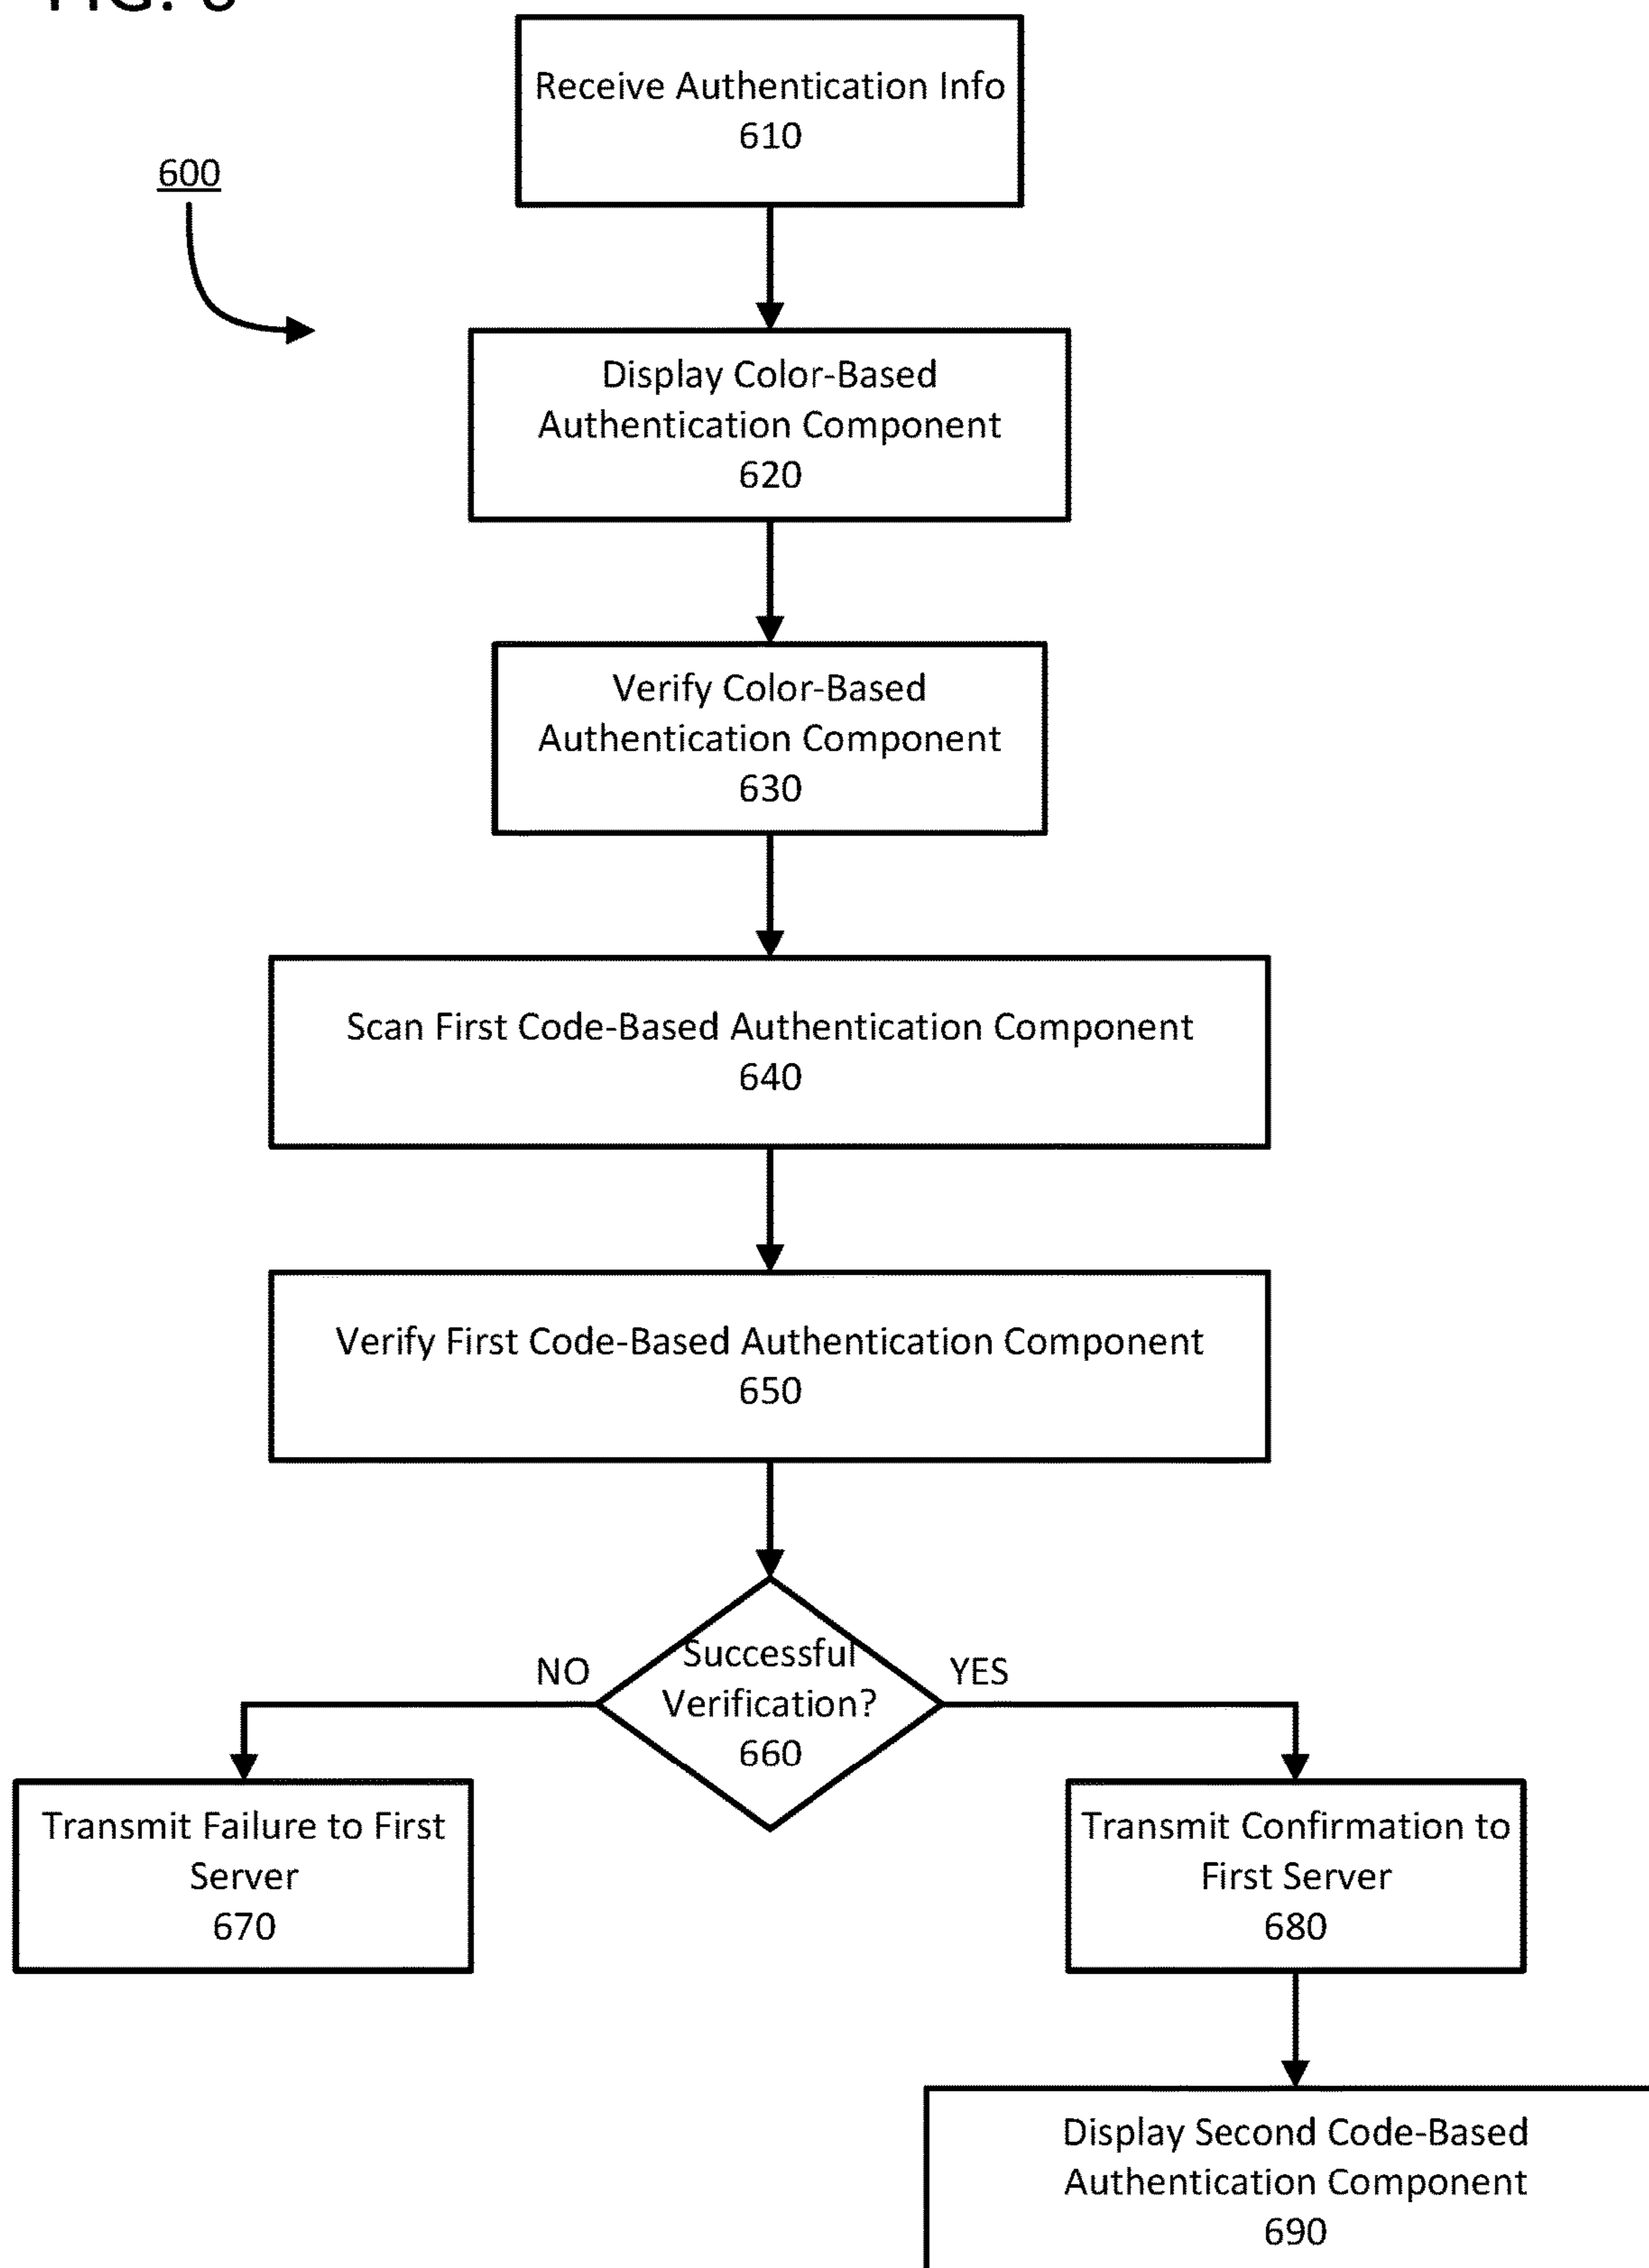 Receive Authentication Info
610
600
Display Color-Based
Authentication Component
620
Verify Color-Based
Authentication Component
630
Scan First Code-Based Authentication Component
640
Verify First Code-Based Authentication Component
650
Successful
Verification?
660
NO
YES
Transmit Failure to First
Server
670
Transmit Confirmation to
First Server
680
Display Second Code-Based
Authentication Component
690